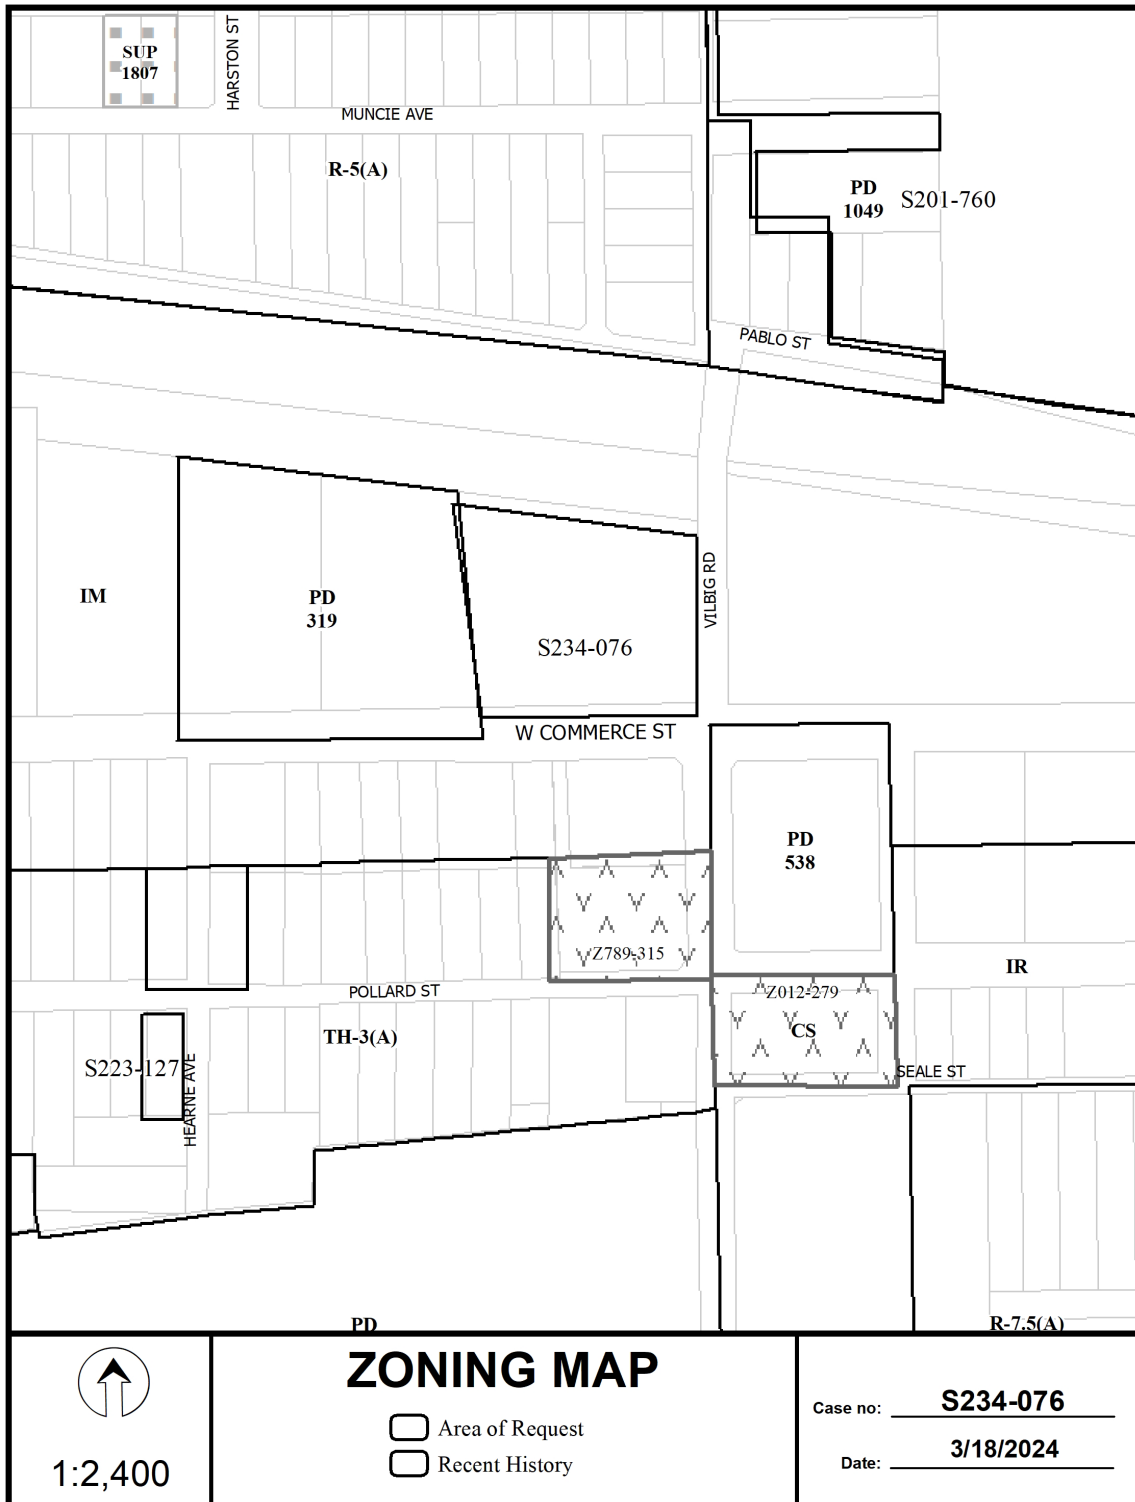 SUP
1807
HARSTON ST
MUNCIE AVE
R-5(A)
PD
1049
S201-760
PABLO ST
IM
PD
319
S234-076
VILBIG RD
W COMMERCE ST
PD
538
Z789-315
IR
POLLARD ST
Z012-279
CS
TH-3(A)
S223-127
HEARNE AVE
SEALE ST
PD
R-7.5(A)
1:2,400
ZONING MAP
Area of Request
Recent History
Case no: S234-076
Date: 3/18/2024